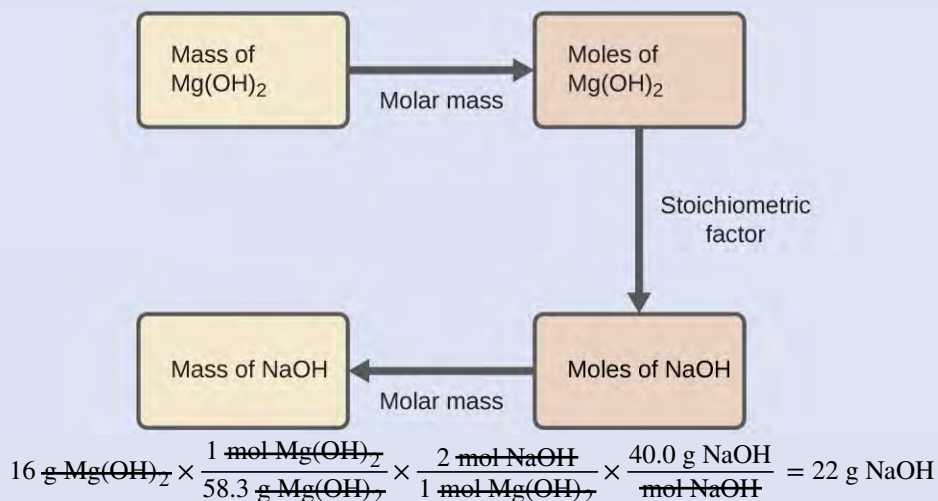 Mass of
Mg(OH)₂
Molar mass
Moles of
Mg(OH)₂
Stoichiometric
factor
Mass of NaOH
Molar mass
Moles of NaOH
16 g Mg(OH)₂ × 1 mol Mg(OH)₂ / 58.3 g Mg(OH)₂ × 2 mol NaOH / 1 mol Mg(OH)₂ × 40.0 g NaOH / mol NaOH = 22 g NaOH